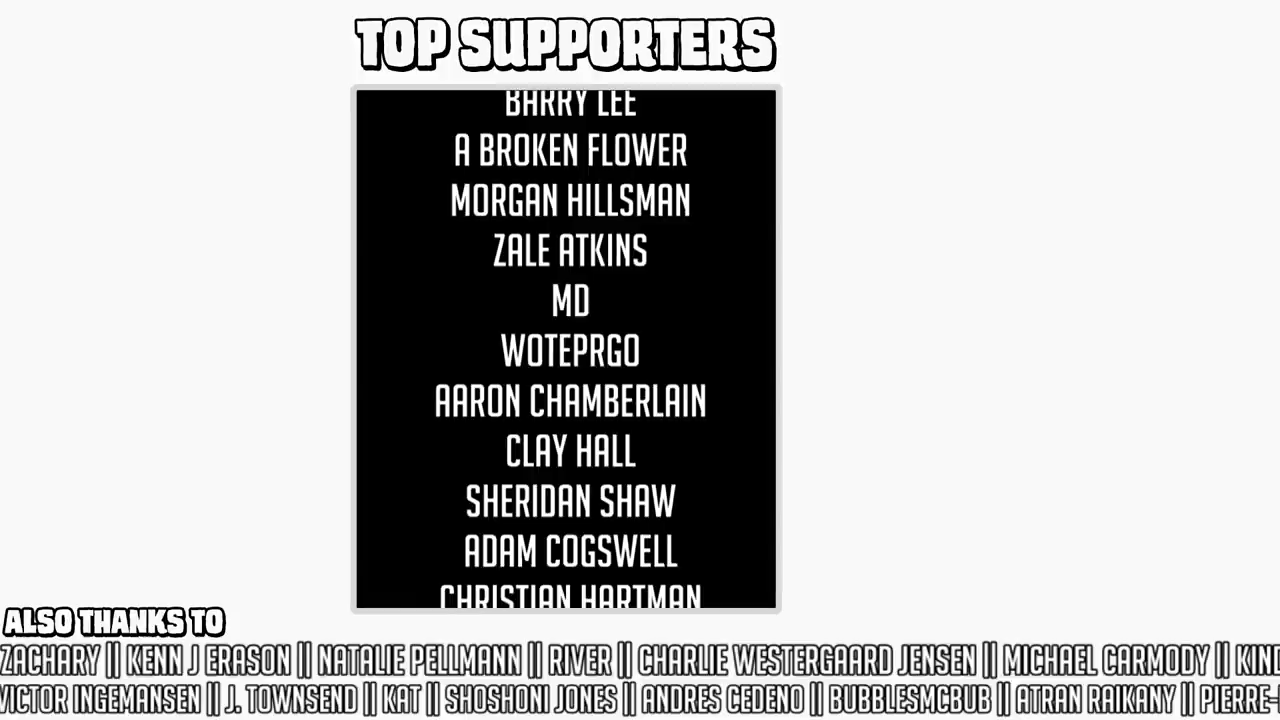 TOP SUPPORTERS
BARRY LEE
A BROKEN FLOWER
MORGAN HILLSMAN
ZALE ATKINS
MD
WOTEPRGO
AARON CHAMBERLAIN
CLAY HALL
SHERIDAN SHAW
ADAM COGSWELL
CHRISTIAN HARTMAN
ALSO THANKS TO
ZACHARY || KENN J ERASON || NATALIE PELLMANN || RIVER || CHARLIE WESTERGAARD JENSEN || MICHAEL CARMODY || KIND
VICTOR INGEMANSEN || J. TOWNSEND || KAT || SHOSHONI JONES || ANDRES CEDENO || BUBBLESMCBUB || ATRAN RAIKANY || PIERRE-